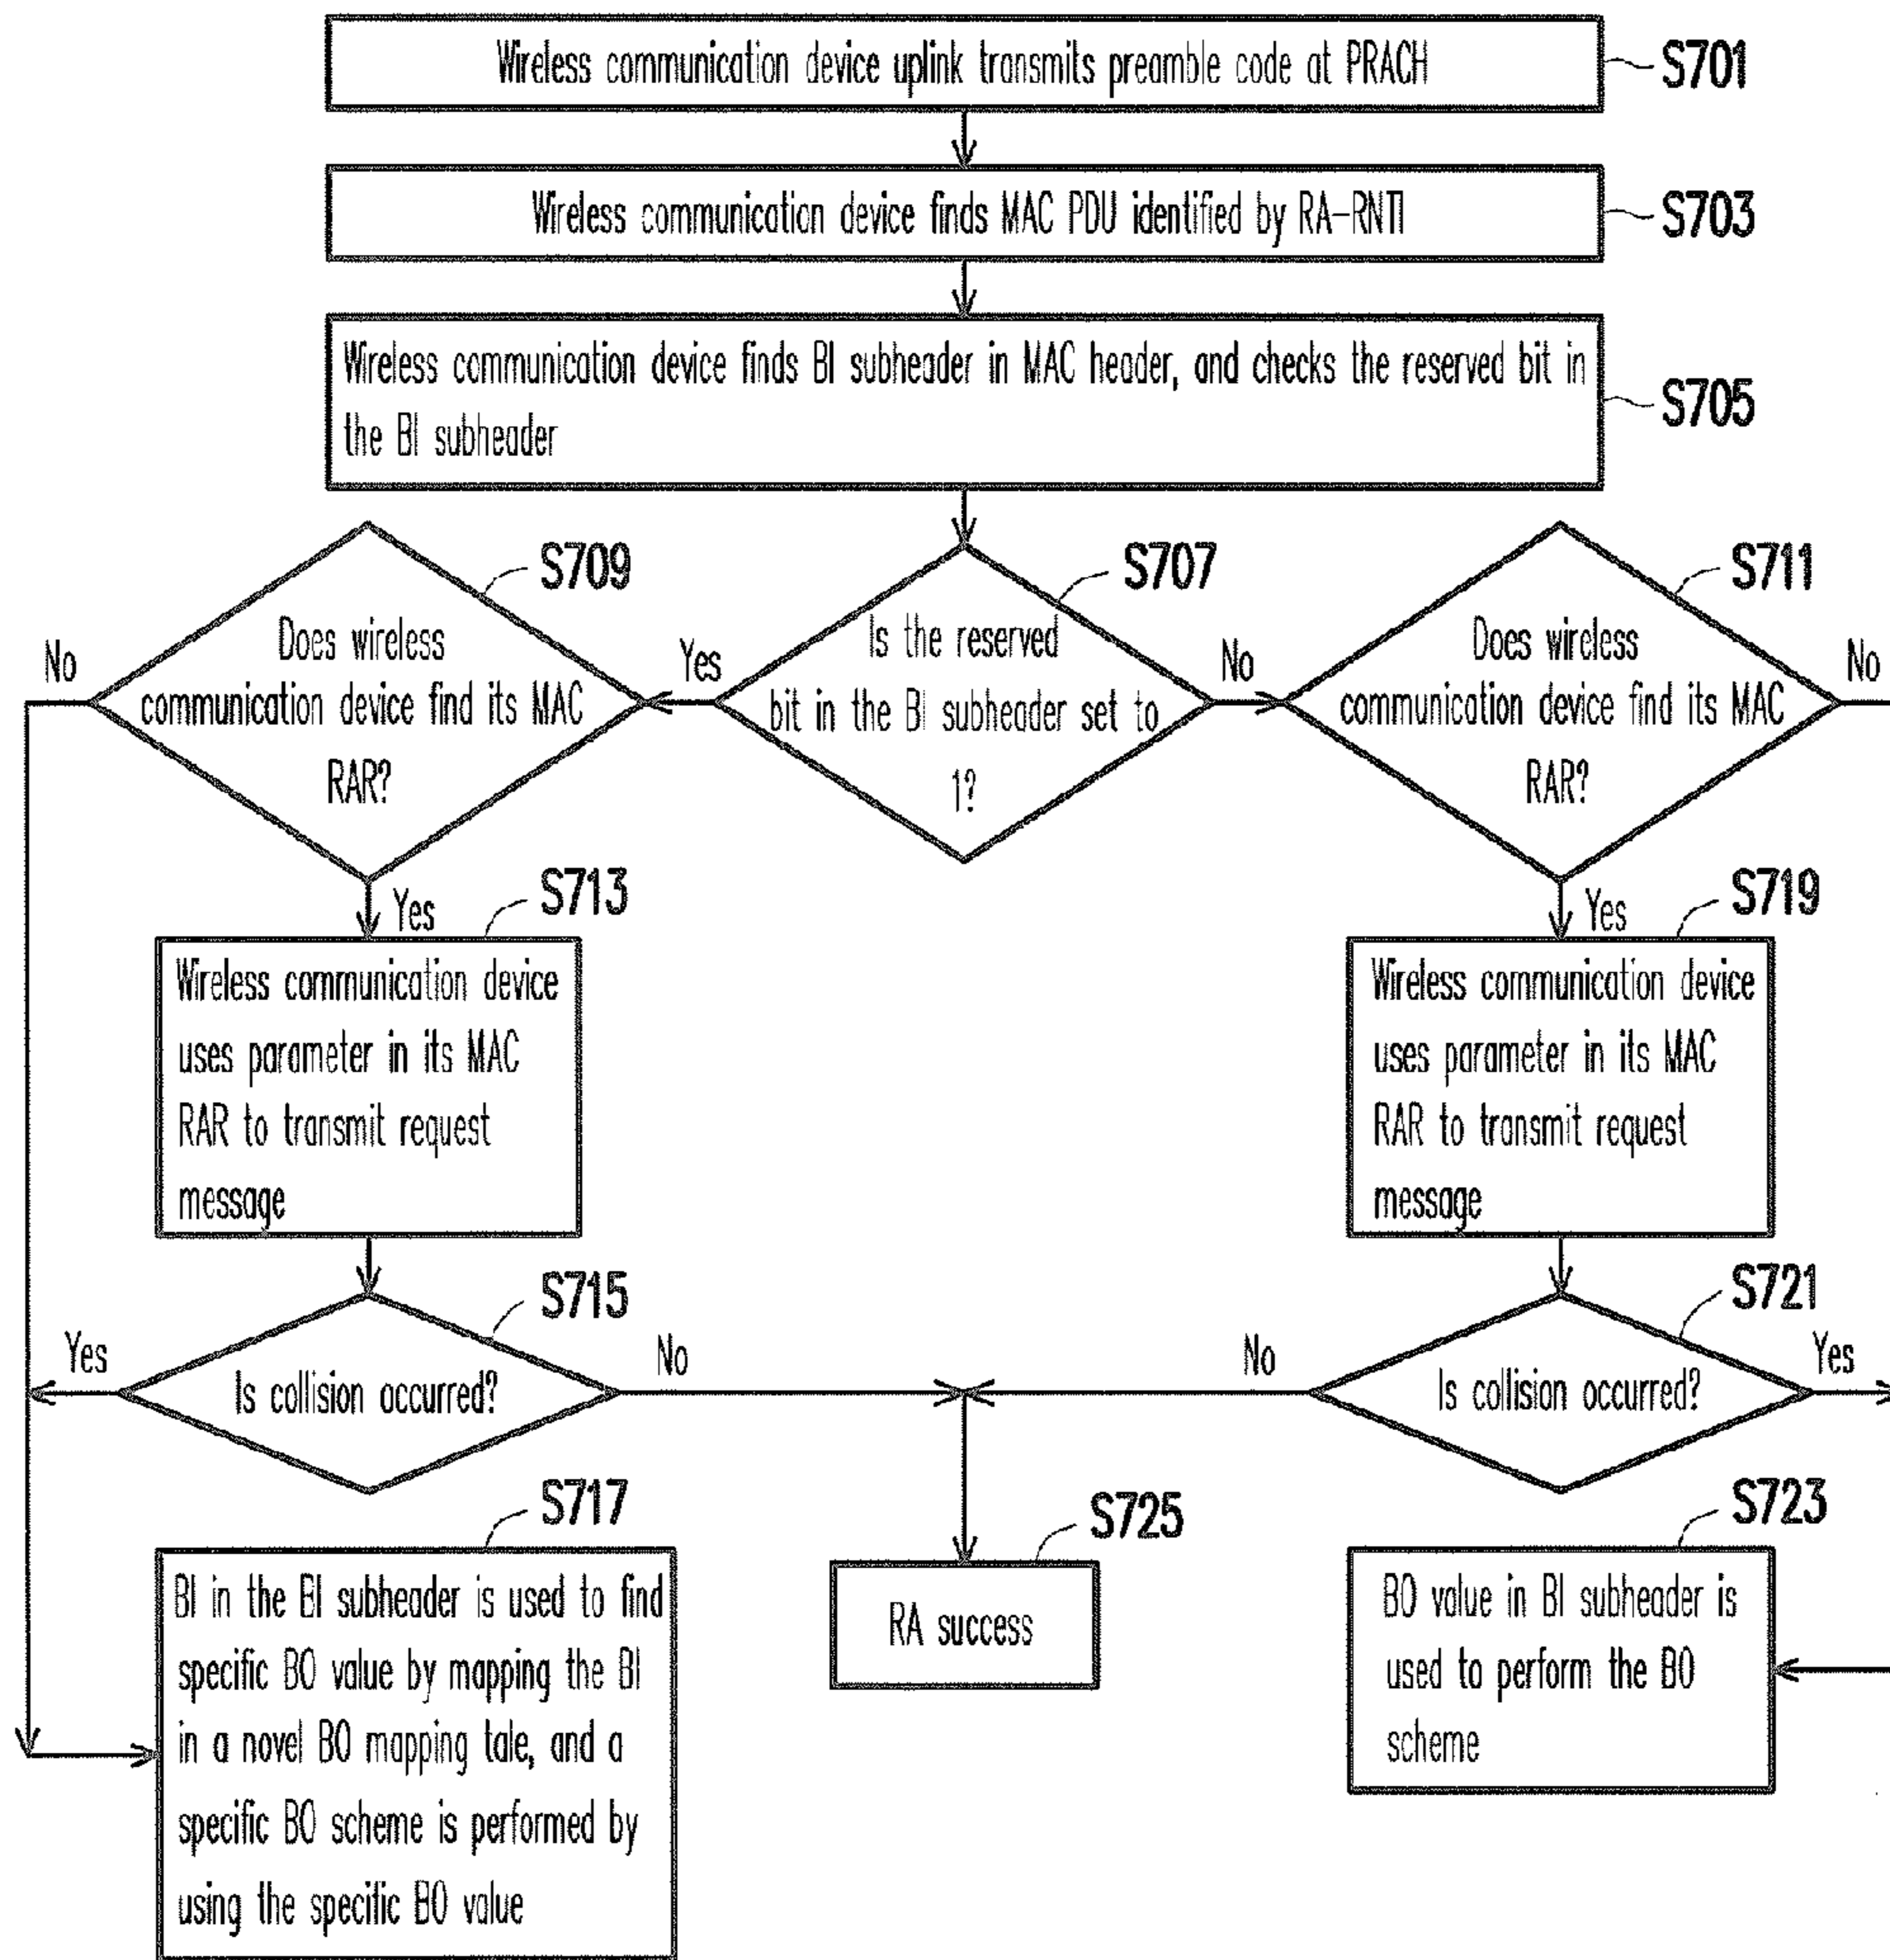 Wireless communication device uplink transmits preamble code at PRACH
S701
Wireless communication device finds MAC PDU identified by RA-RNTI
S703
Wireless communication device finds BI subheader in MAC header, and checks the reserved bit in
the BI subheader
S705
S709
S707
S711
No
Does wireless
communication device find its MAC
RAR?
Yes
Is the reserved
bit in the BI subheader set to
1?
No
Does wireless
communication device find its MAC
RAR?
No
Yes
S713
Yes
S719
Wireless communication device
uses parameter in its MAC
RAR to transmit request
message
Wireless communication device
uses parameter in its MAC
RAR to transmit request
message
S715
S721
Yes
Is collision occurred?
No
No
Is collision occurred?
Yes
S717
S725
S723
BI in the BI subheader is used to find
specific BO value by mapping the BI
in a novel BO mapping tale, and a
specific BO scheme is performed by
using the specific BO value
RA success
BO value in BI subheader is
used to perform the BO
scheme